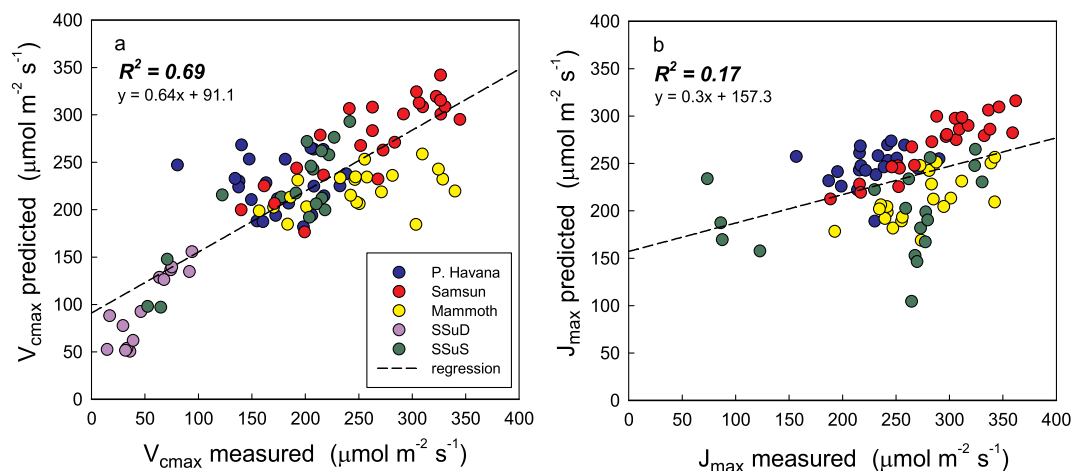 a
R² = 0.69
y = 0.64x + 91.1
400
350
300
250
200
150
100
50
0
Vcmax predicted (μmol m⁻² s⁻¹)
P. Havana
Samsun
Mammoth
SSuD
SSuS
regression
0 50 100 150 200 250 300 350 400
Vcmax measured (μmol m⁻² s⁻¹)
b
R² = 0.17
y = 0.3x + 157.3
400
350
300
250
200
150
100
50
0
Jmax predicted (μmol m⁻² s⁻¹)
0 50 100 150 200 250 300 350 400
Jmax measured (μmol m⁻² s⁻¹)